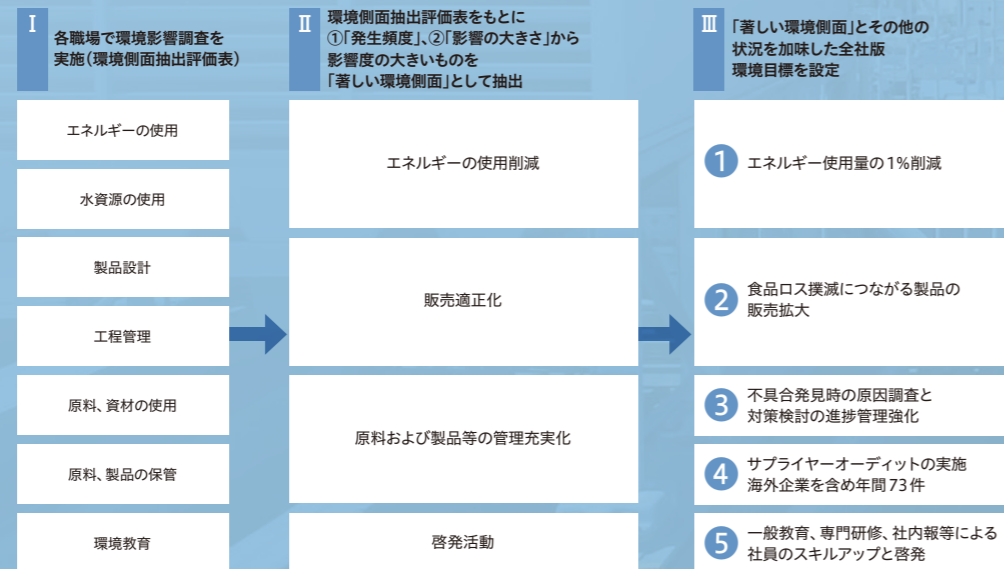 Ⅰ
各職場で環境影響調査を
実施（環境側面抽出評価表）
エネルギーの使用
水資源の使用
製品設計
工程管理
原料、資材の使用
原料、製品の保管
環境教育
Ⅱ
環境側面抽出評価表をもとに
①「発生頻度」、②「影響の大きさ」から
影響度の大きいものを
「著しい環境側面」として抽出
エネルギーの使用削減
販売適正化
原料および製品等の管理充実化
啓発活動
Ⅲ
「著しい環境側面」とその他の
状況を加味した全社版
環境目標を設定
1 エネルギー使用量の1%削減
2 食品ロス撲滅につながる製品の
販売拡大
3 不具合発見時の原因調査と
対策検討の進捗管理強化
4 サプライヤーオーディットの実施
海外企業を含め年間73件
5 一般教育、専門研修、社内報等による
社員のスキルアップと啓発